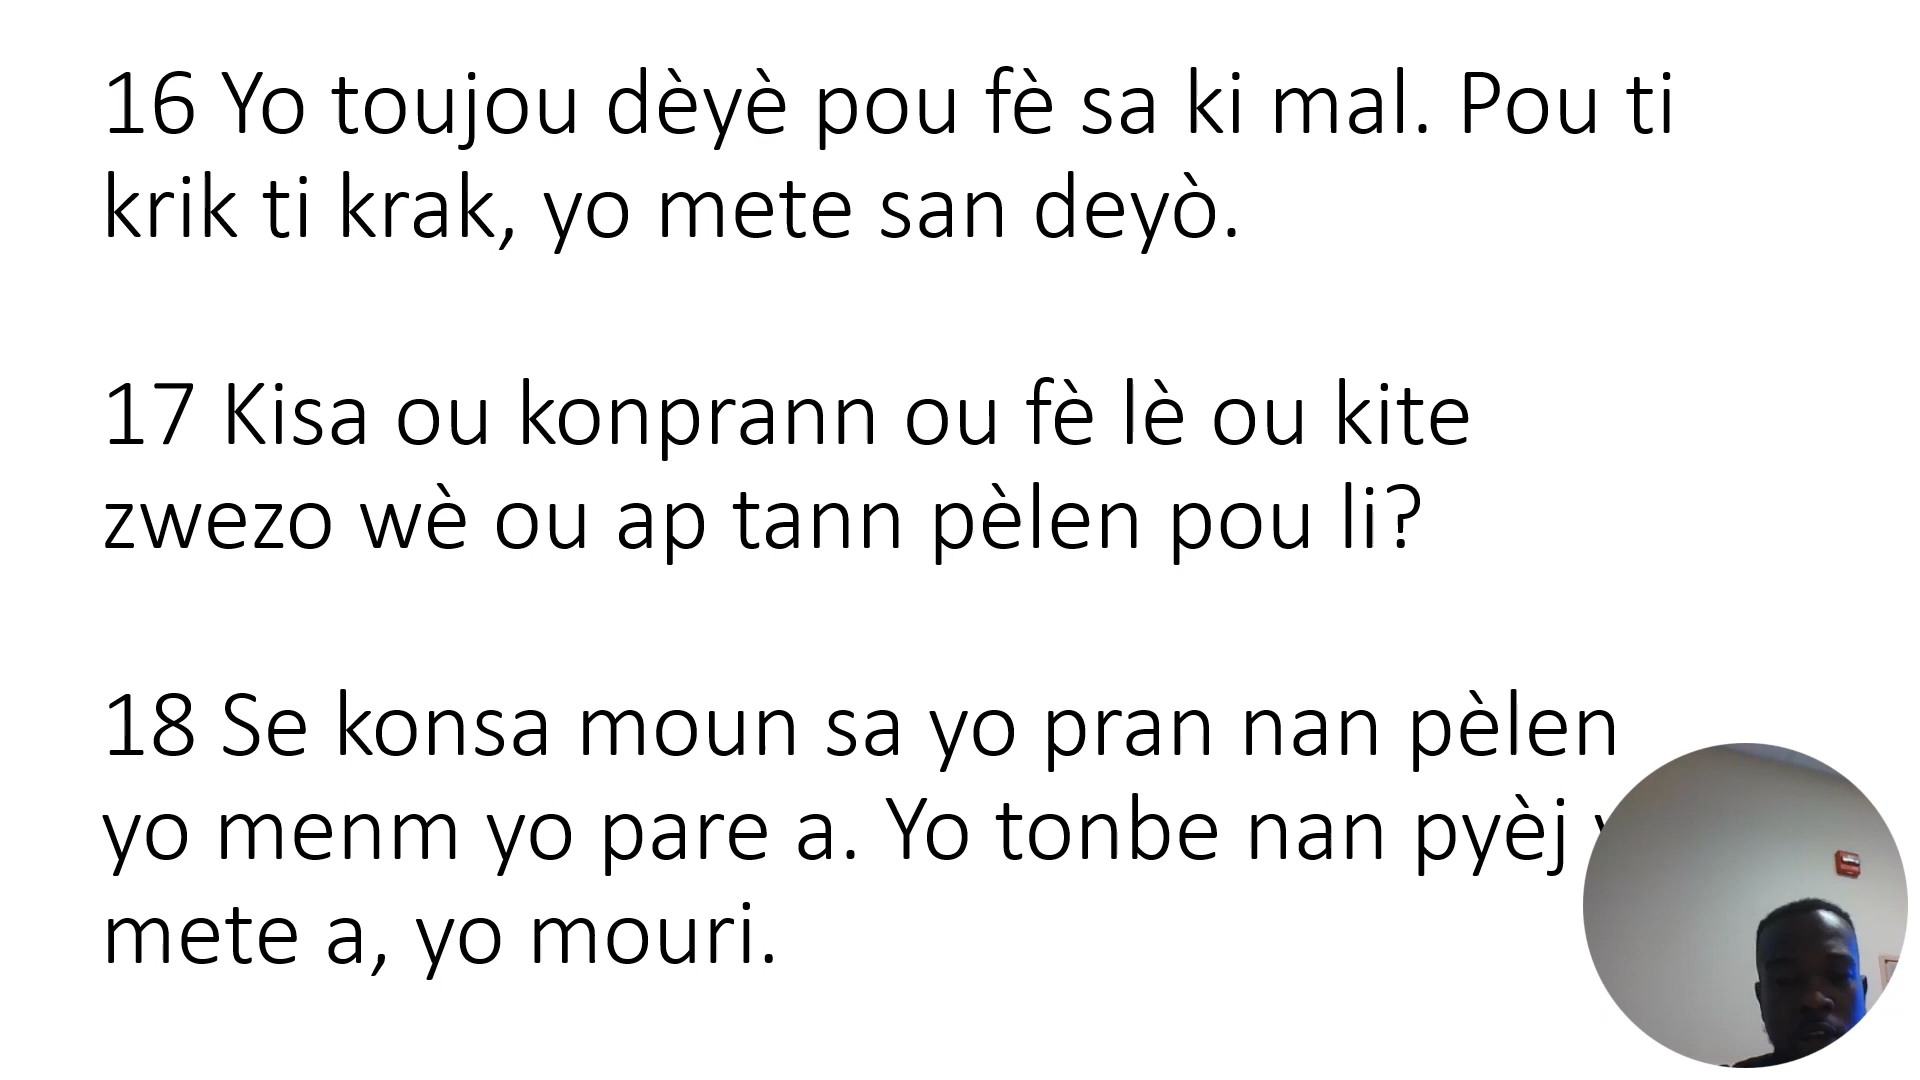 16 Yo toujou dèyè pou fè sa ki mal. Pou ti
krik ti krak, yo mete san deyò.
17 Kisa ou konprann ou fè lè ou kite
zwezo wè ou ap tann pèlen pou li?
18 Se konsa moun sa yo pran nan pèlen
yo menm yo pare a. Yo tonbe nan pyèj
mete a, yo mouri.